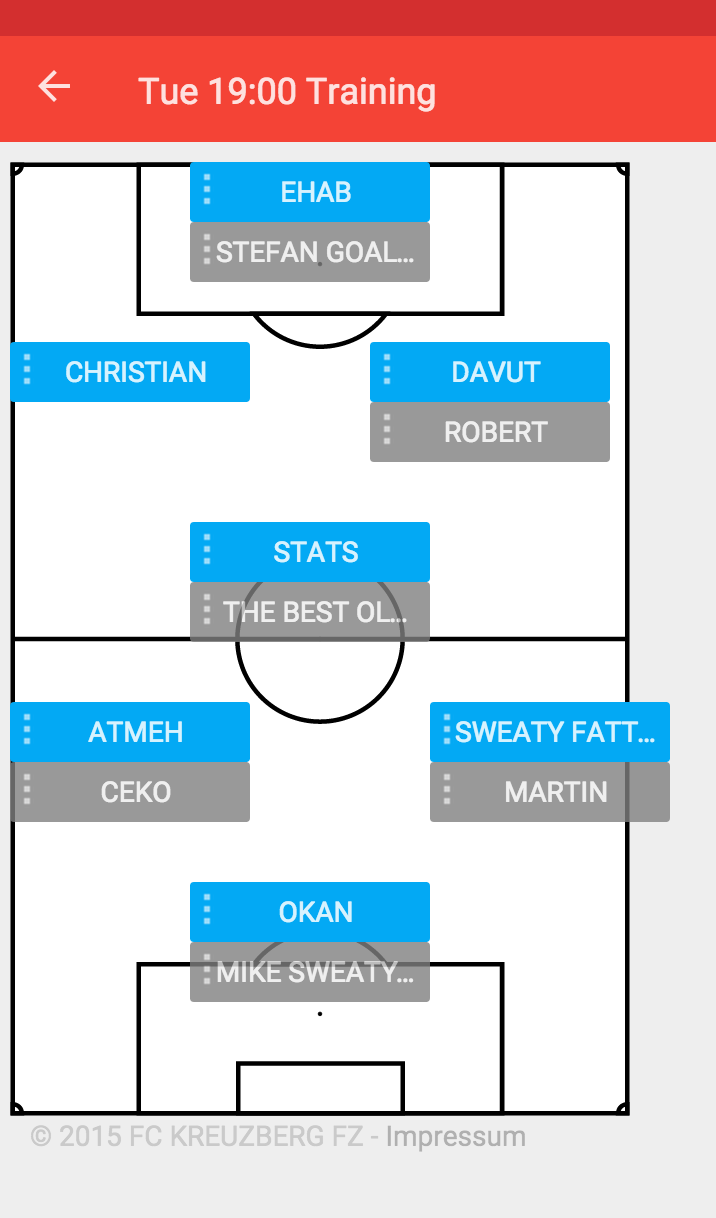 Tue 19:00 Training
EHAB
STEFAN GOAL...
CHRISTIAN
DAVUT
ROBERT
STATS
THE BEST OL...
ATMEH
SWEATY FATT...
CEKO
MARTIN
OKAN
MIKE SWEATY...
© 2015 FC KREUZBERG FZ - Impressum